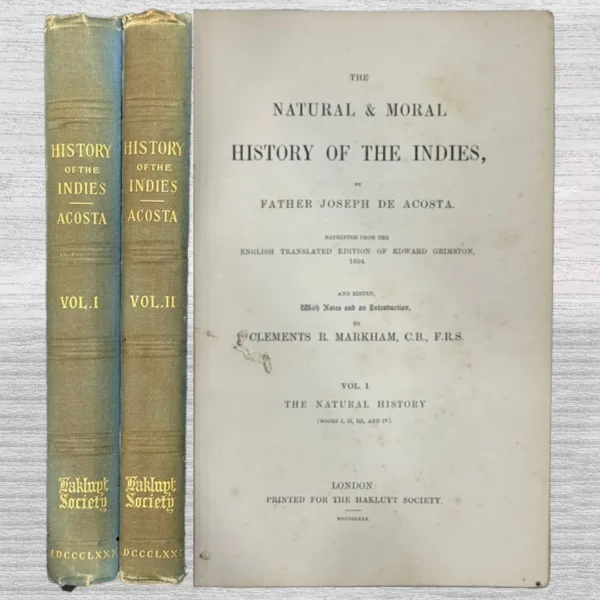 HISTORY
OF THE
INDIES
ACOSTA
VOL. I
Hakluyt
Society
HISTORY
OF THE
INDIES
ACOSTA
VOL. II
Hakluyt
Society
THE
NATURAL & MORAL
HISTORY OF THE INDIES,
BY
FATHER JOSEPH DE ACOSTA.
REPRINTED FROM THE
ENGLISH TRANSLATED EDITION OF EDWARD GRIMSTON,
1604.
AND EDITED,
With Notes and an Introduction,
BY
CLEMENTS R. MARKHAM, C.B., F.R.S.
VOL. I.
THE NATURAL HISTORY
(BOOKS I, II, III, AND IV).
LONDON:
PRINTED FOR THE HAKLUYT SOCIETY.
MDCCCLXXX.